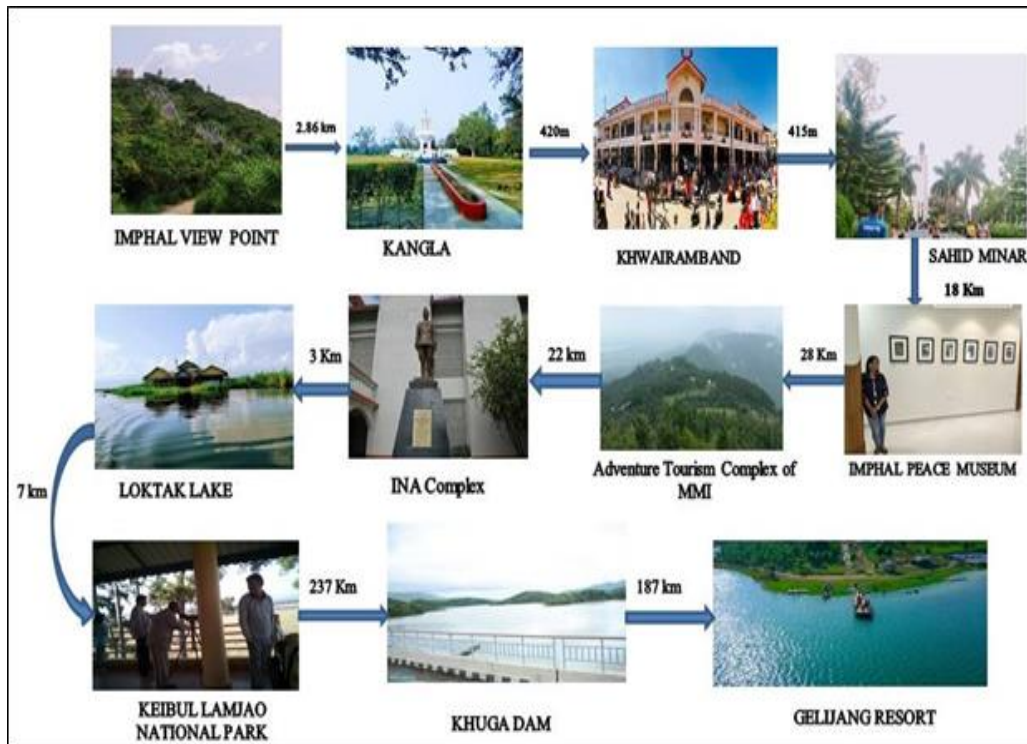 2.86 km
420m
415m
IMPHAL VIEW POINT
KANGLA
KHWAIRAMBAND
SAHID MINAR
18 Km
28 Km
22 km
3 Km
IMPHAL PEACE MUSEUM
Adventure Tourism Complex of
MMI
INA Complex
LOKTAK LAKE
7 km
237 Km
187 km
KEIBUL LAMJAO
NATIONAL PARK
KHUGA DAM
GELIJANG RESORT